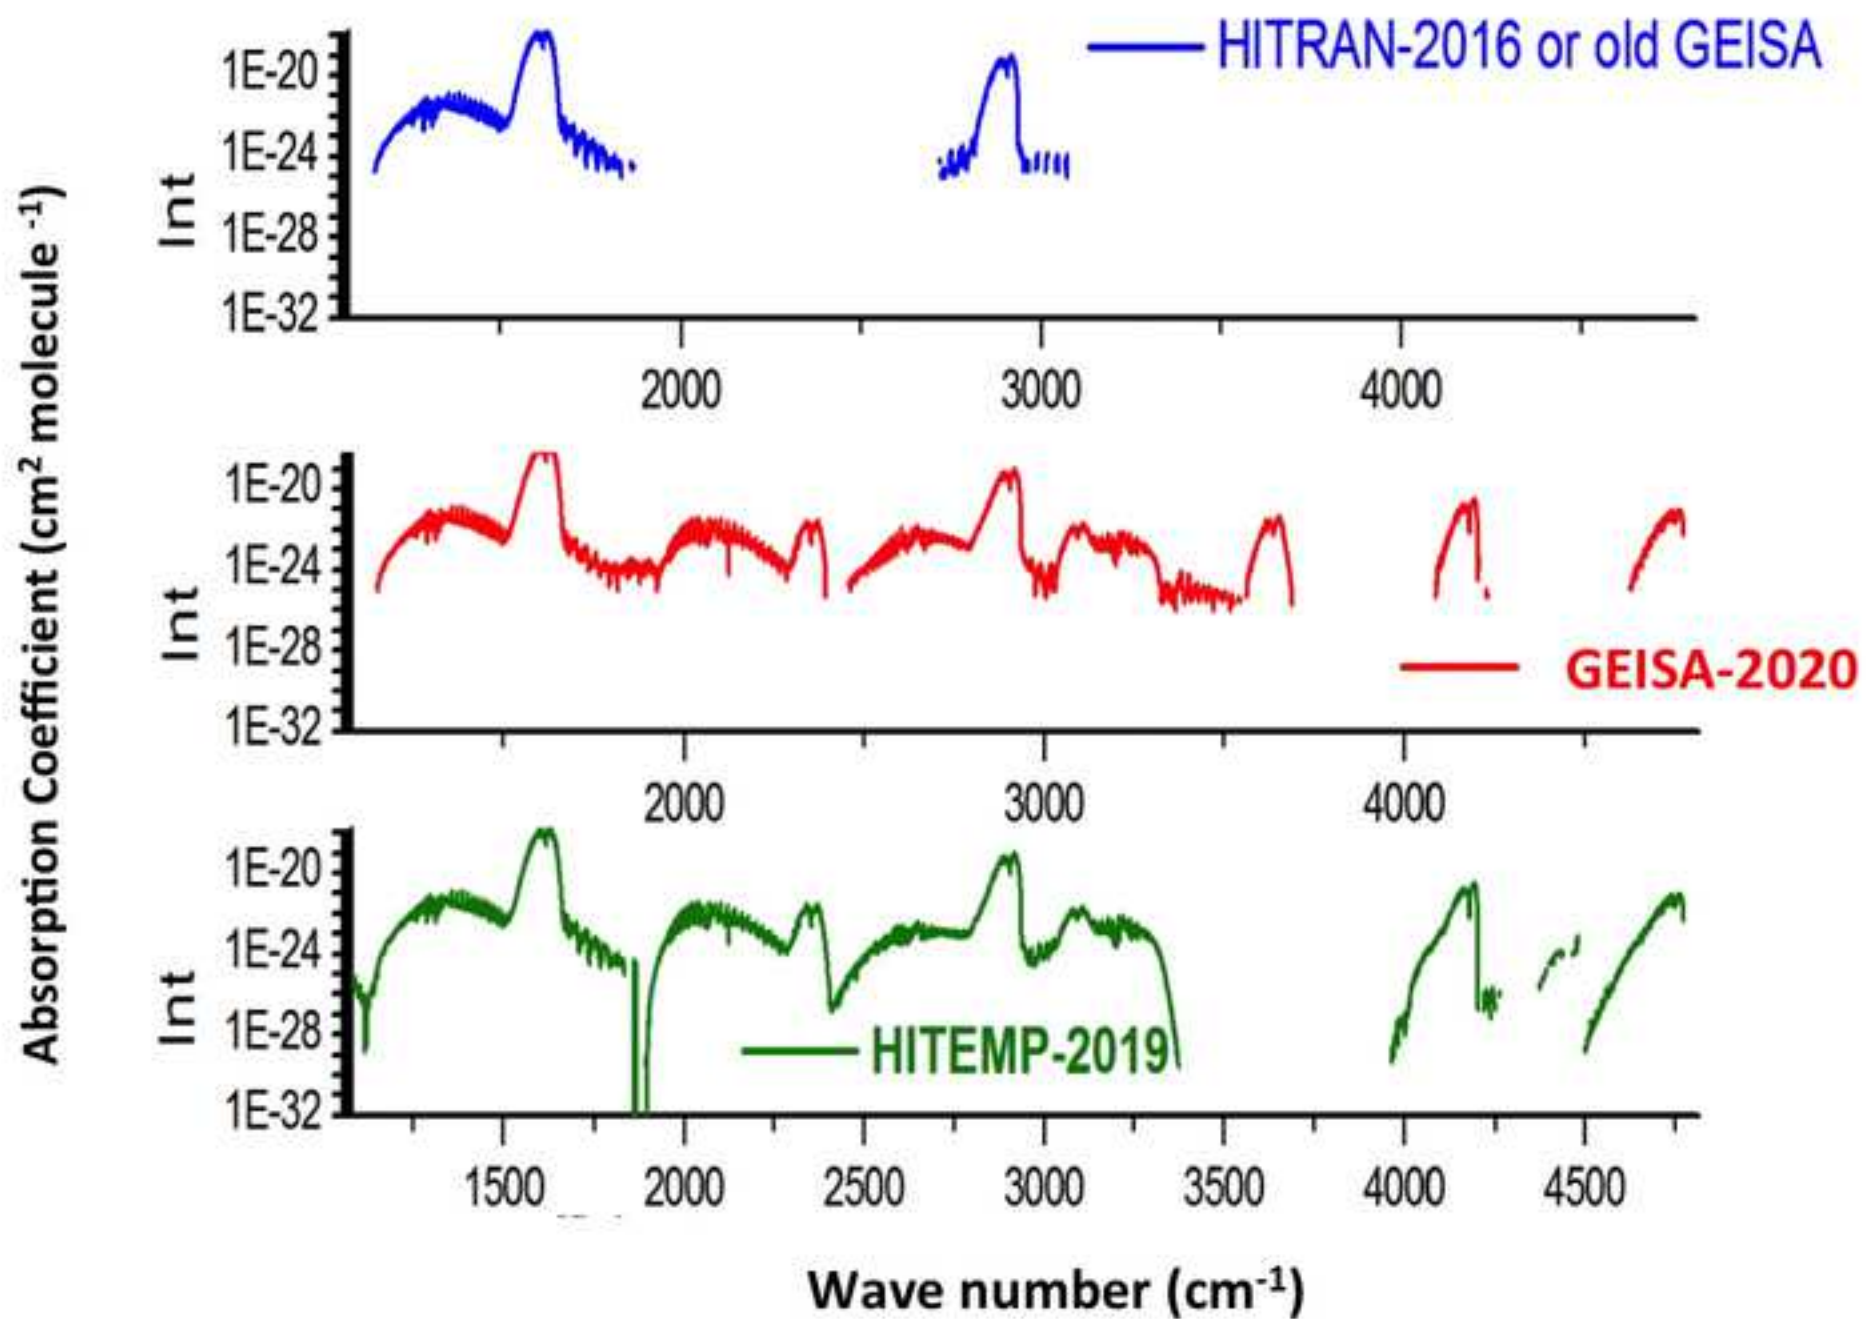 Absorption Coefficient (cm² molecule ⁻¹)
HITRAN-2016 or old GEISA
Int
1E-20
1E-24
1E-28
1E-32
2000 3000 4000
Int
1E-20
1E-24
1E-28
1E-32
GEISA-2020
2000 3000 4000
Int
1E-20
1E-24
1E-28
1E-32
HITEMP-2019
1500 2000 2500 3000 3500 4000 4500
Wave number (cm⁻¹)